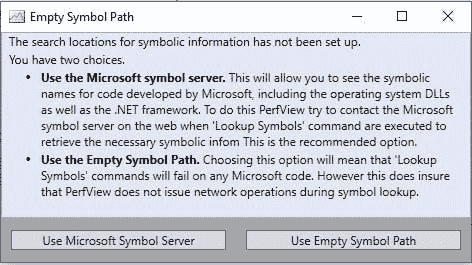 Empty Symbol Path
The search locations for symbolic information has not been set up.
You have two choices.
• Use the Microsoft symbol server. This will allow you to see the symbolic
names for code developed by Microsoft, including the operating system DLLs
as well as the .NET framework. To do this PerfView try to contact the Microsoft
symbol server on the web when 'Lookup Symbols' command are executed to
retrieve the necessary symbolic infom This is the recommended option.
• Use the Empty Symbol Path. Choosing this option will mean that 'Lookup
Symbols' commands will fail on any Microsoft code. However this does insure
that PerfView does not issue network operations during symbol lookup.
Use Microsoft Symbol Server
Use Empty Symbol Path